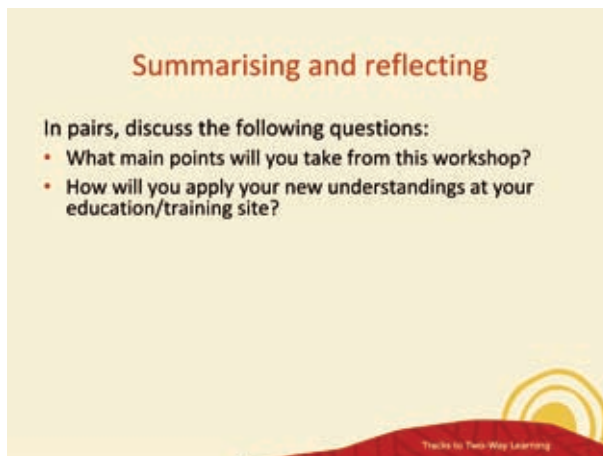 Summarising and reflecting
In pairs, discuss the following questions:
• What main points will you take from this workshop?
• How will you apply your new understandings at your
education/training site?
Tracks to Two-Way Learning